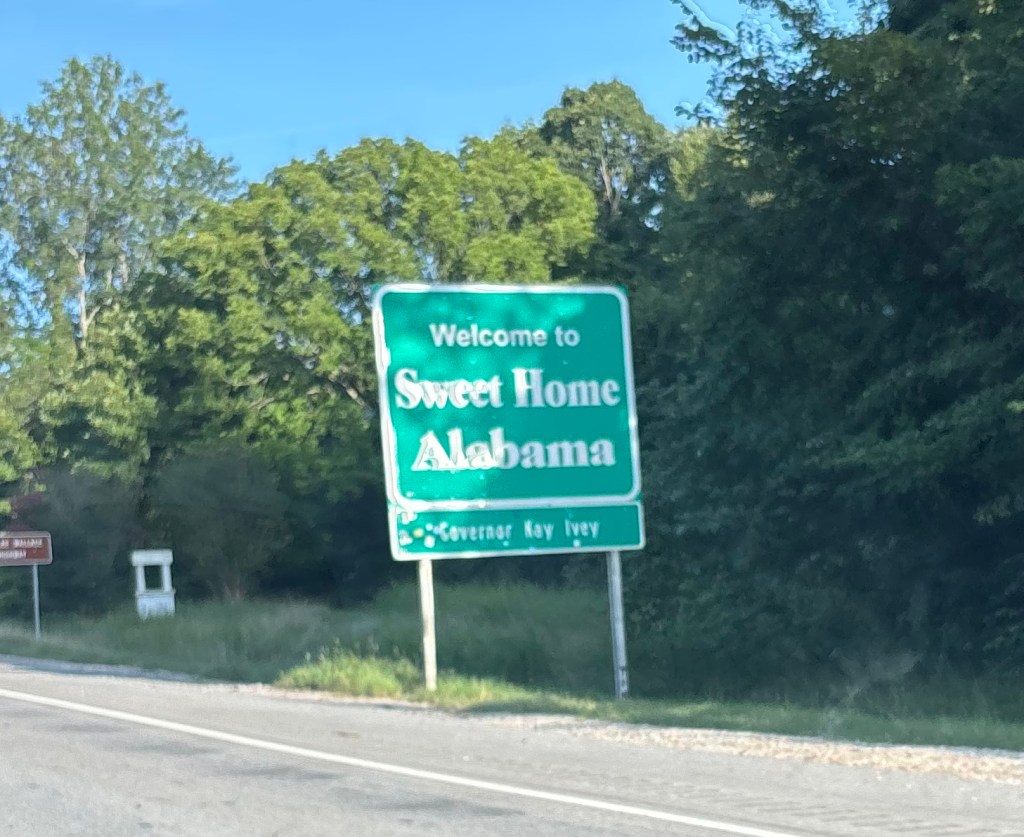 Welcome to
Sweet Home
Alabama
Governor Kay Ivey